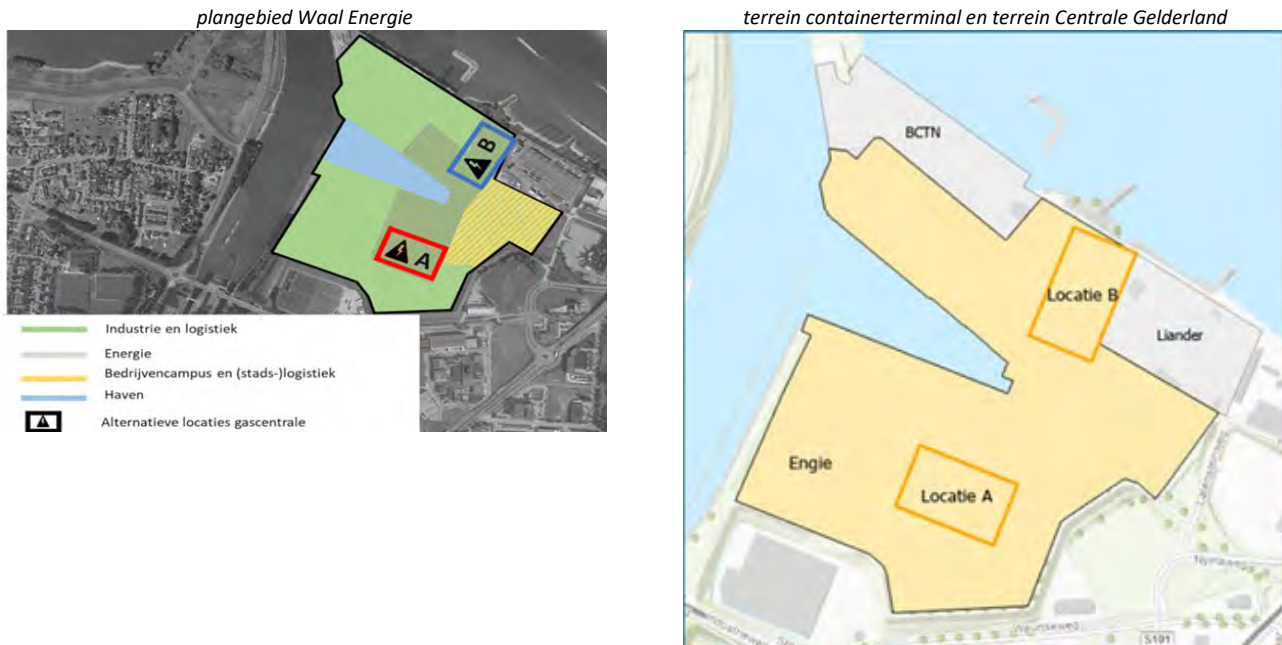 plangebied Waal Energie
B
A
Industrie en logistiek
Energie
Bedrijvencampus en (stads-)logistiek
Haven
Alternatieve locaties gascentrale
terrein containerterminal en terrein Centrale Gelderland
BCTN
Locatie B
Liander
Engie
Locatie A
S101